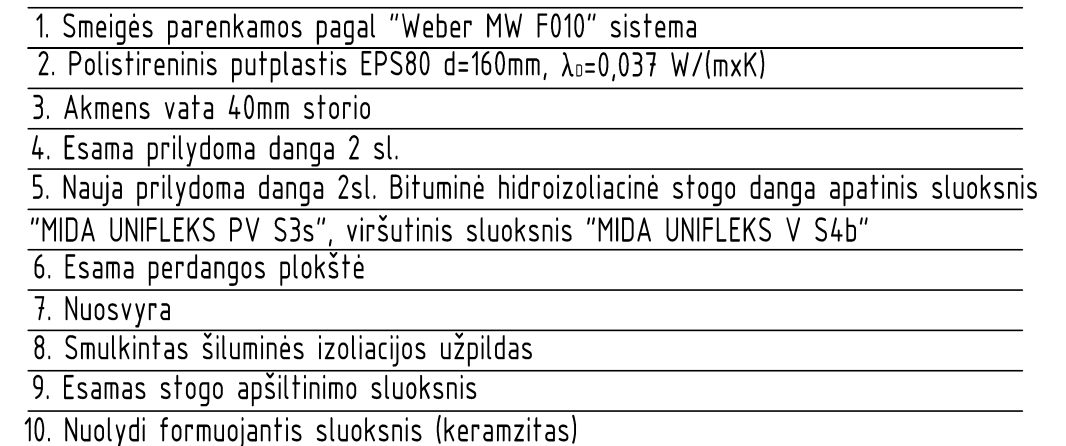 1. Smeigės parenkamos pagal "Weber MW F010" sistema
2. Polistireninis putplastis EPS80 d=160mm, λD=0,037 W/(mxK)
3. Akmens vata 40mm storio
4. Esama prilydoma danga 2 sl.
5. Nauja prilydoma danga 2sl. Bituminė hidroizoliacinė stogo danga apatinis sluoksnis
"MIDA UNIFLEKS PV S3s", viršutinis sluoksnis "MIDA UNIFLEKS V S4b"
6. Esama perdangos plokštė
7. Nuosvyra
8. Smulkintas šiluminės izoliacijos užpildas
9. Esamas stogo apšiltinimo sluoksnis
10. Nuolydi formuojantis sluoksnis (keramzitas)